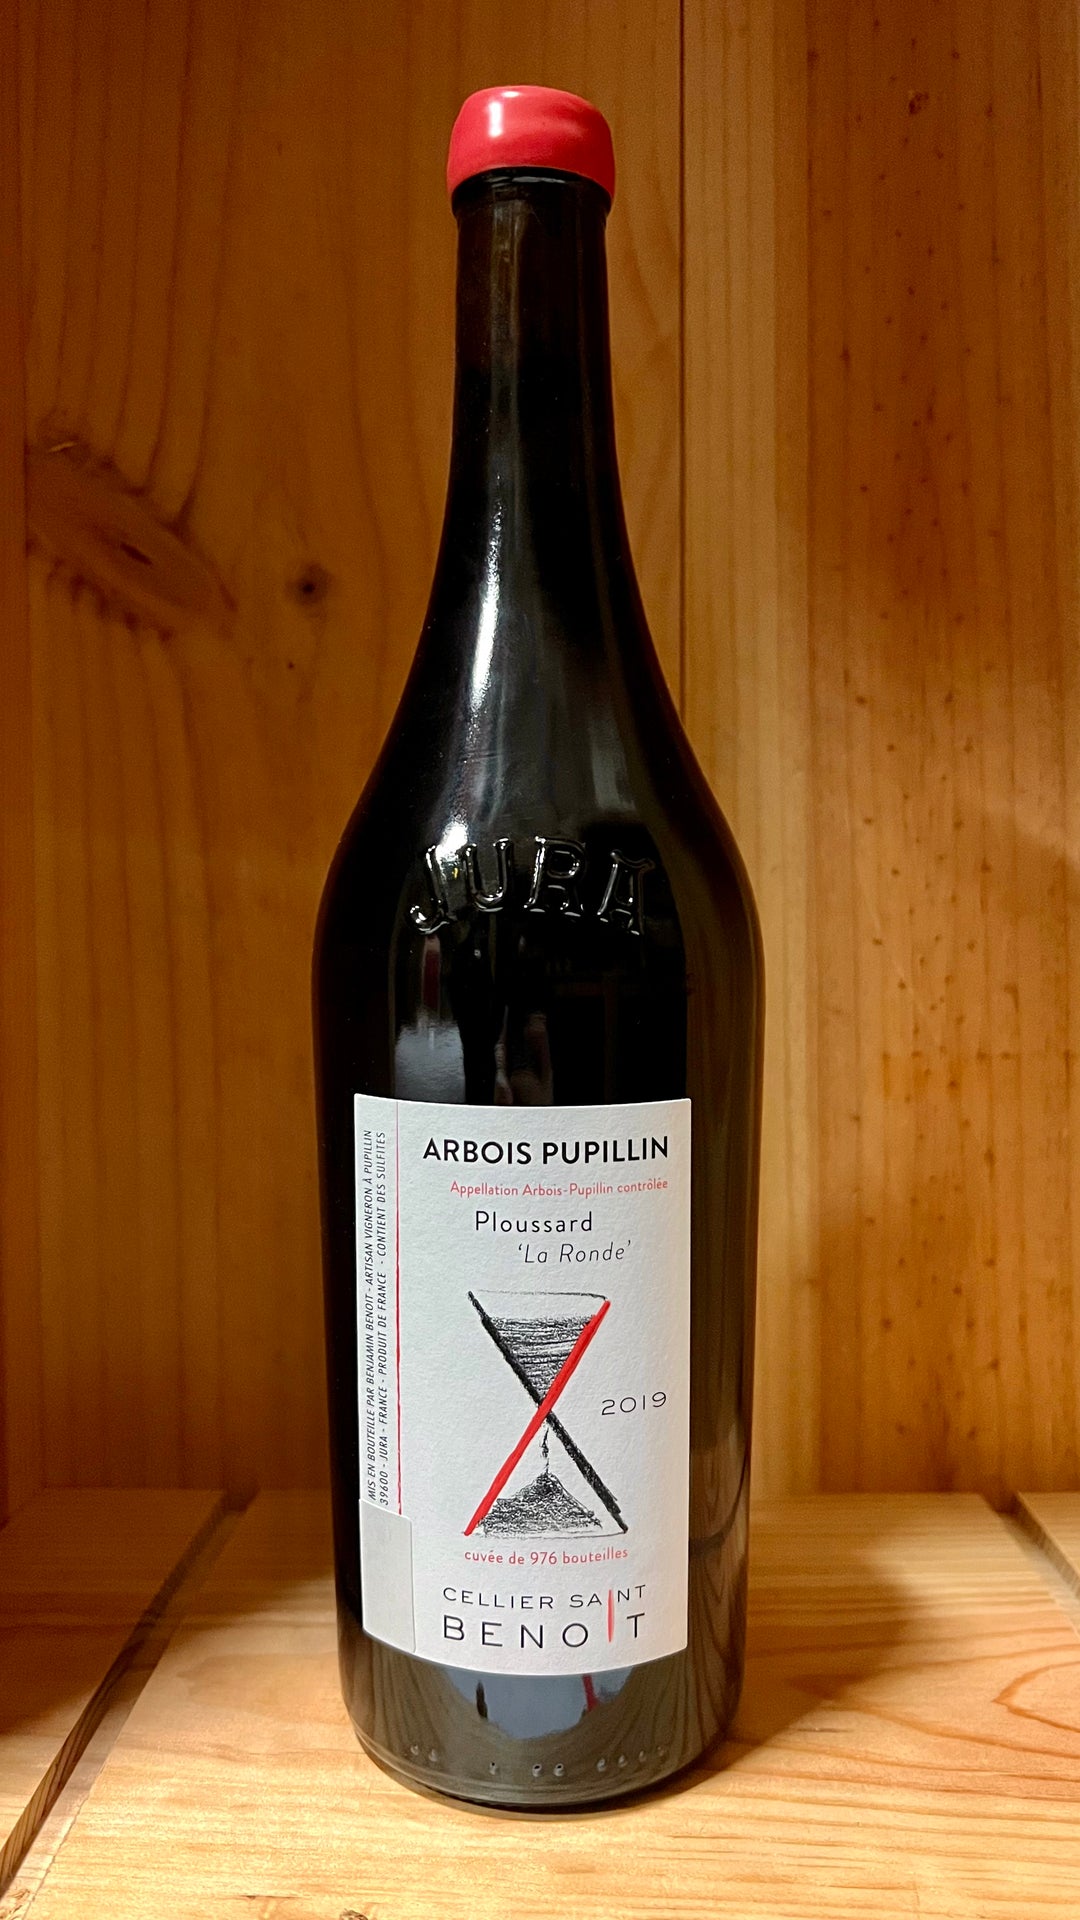 JURA
ARBOIS PUPILLIN
Appellation Arbois-Pupillin contrôlée
Ploussard
‘La Ronde’
2019
cuvée de 976 bouteilles
CELLIER SAINT
BENOIT
MIS EN BOUTEILLE PAR BENJAMIN BENOIT - ARTISAN VIGNERON À PUPILLIN
39600 - JURA - FRANCE - PRODUIT DE FRANCE - CONTIENT DES SULFITES